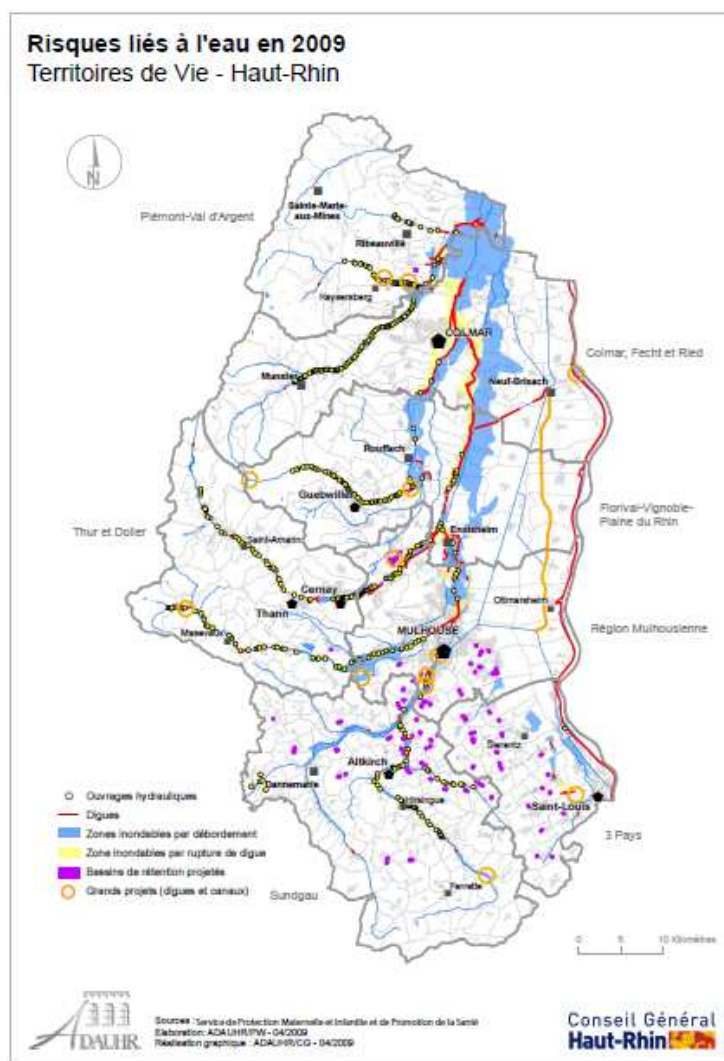 Risques liés à l'eau en 2009
Territoires de Vie - Haut-Rhin
N
Sainte-Marie-
aux-Mines
Piémont-Val d'Argent
Ribeauvillé
Kaysersberg
COLMAR
Colmar, Fecht et Ried
Munster
Neuf-Brisach
Rouffach
Guebwiller
Florival-Vignoble-
Plaine du Rhin
Thur et Doller
Saint-Amarin
Ensisheim
Cernay
Thann
Ottmarsheim
Région Mulhousienne
MULHOUSE
Masevaux
Sierentz
Altkirch
Dannemarie
Hirsingue
Saint-Louis
3 Pays
Ferrette
Sundgau
Ouvrages hydrauliques
Digues
Zones inondables par débordement
Zone inondables par rupture de digue
Bassins de rétention projetés
Grands projets (digues et canaux)
0 5 10 Kilomètres
ADAUHR
Sources : Service de Protection Maternelle et Infantile et de Promotion de la Santé
Elaboration: ADAUHR/PW - 04/2009
Réalisation graphique : ADAUHR/CG - 04/2009
Conseil Général
Haut-Rhin